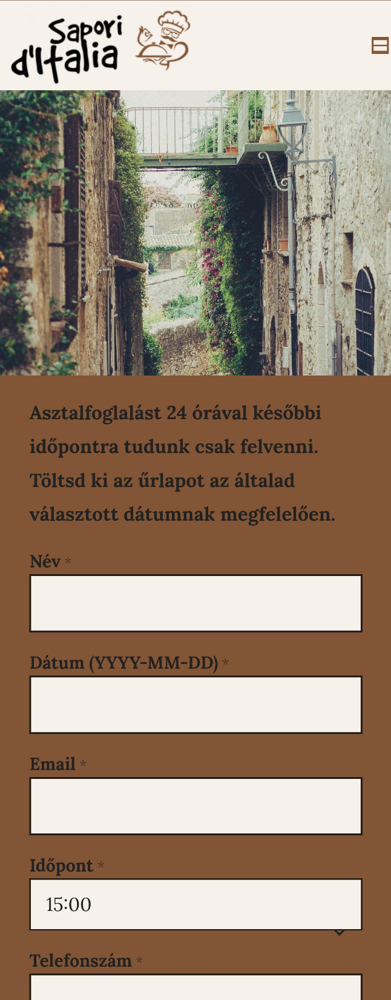 Sapori
d'Italia
Asztalfoglalást 24 órával későbbi
időpontra tudunk csak felvenni.
Töltsd ki az űrlapot az általad
választott dátumnak megfelelően.
Név *
Dátum (YYYY-MM-DD) *
Email *
Időpont *
15:00
Telefonszám *